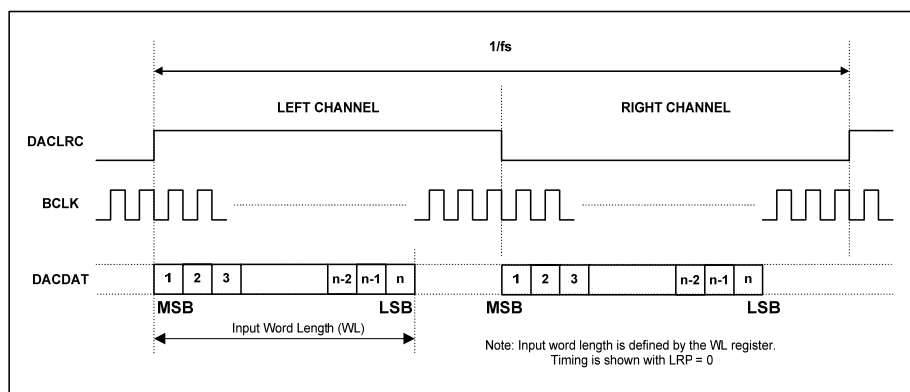 1/fs
LEFT CHANNEL RIGHT CHANNEL
DACLRC
BCLK
DACDAT 1 2 3 n-2 n-1 n 1 2 3 n-2 n-1 n
MSB LSB MSB LSB
Input Word Length (WL)
Note: Input word length is defined by the WL register.
Timing is shown with LRP = 0